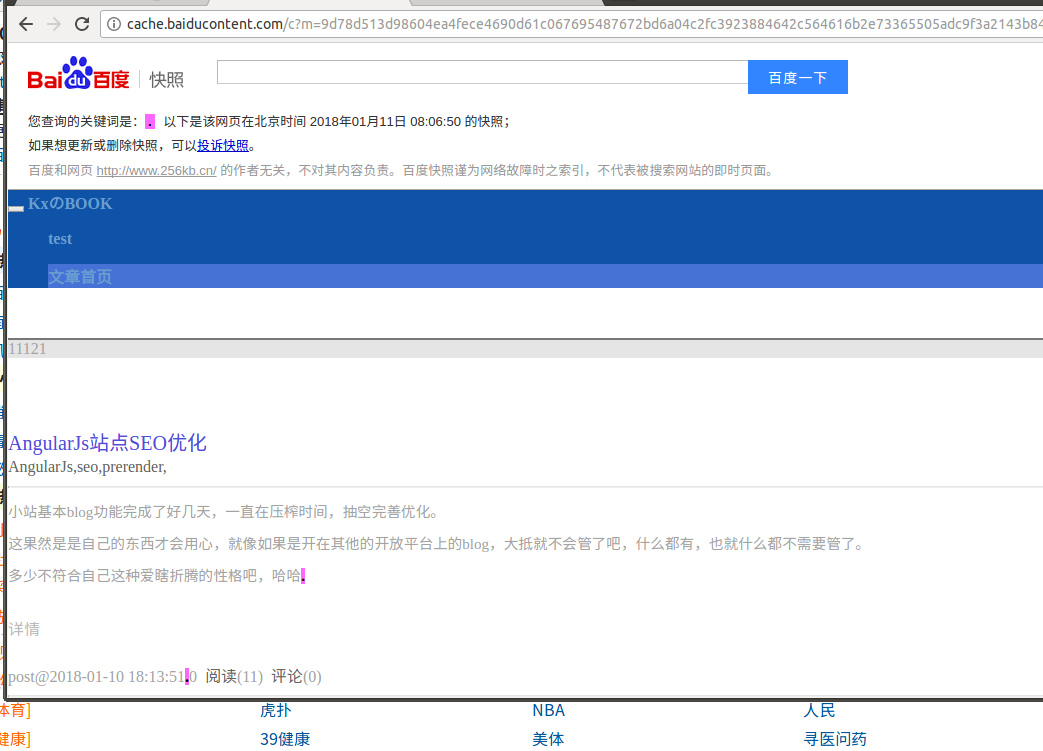 cache.baiducontent.com/c?m=9d78d513d98604ea4fece4690d61c067695487672bd6a04c2fc3923884642c564616b2e73365505adc9f3a2143b84
Bai du 百度 快照 百度一下
您查询的关键词是：. 以下是该网页在北京时间 2018年01月11日 08:06:50 的快照；
如果想更新或删除快照，可以投诉快照。
百度和网页 http://www.256kb.cn/ 的作者无关，不对其内容负责。百度快照谨为网络故障时之索引，不代表被搜索网站的即时页面。
KxのBOOK
test
文章首页
11121
AngularJs站点SEO优化
AngularJs,seo,prerender,
小站基本blog功能完成了好几天，一直在压榨时间，抽空完善优化。
这果然是是自己的东西才会用心，就像如果是开在其他的开放平台上的blog，大抵就不会管了吧，什么都有，也就什么都不需要管了。
多少不符合自己这种爱瞎折腾的性格吧，哈哈.
详情
post@2018-01-10 18:13:51.0 阅读(11) 评论(0)
体育] 虎扑 NBA 人民
健康] 39健康 美体 寻医问药